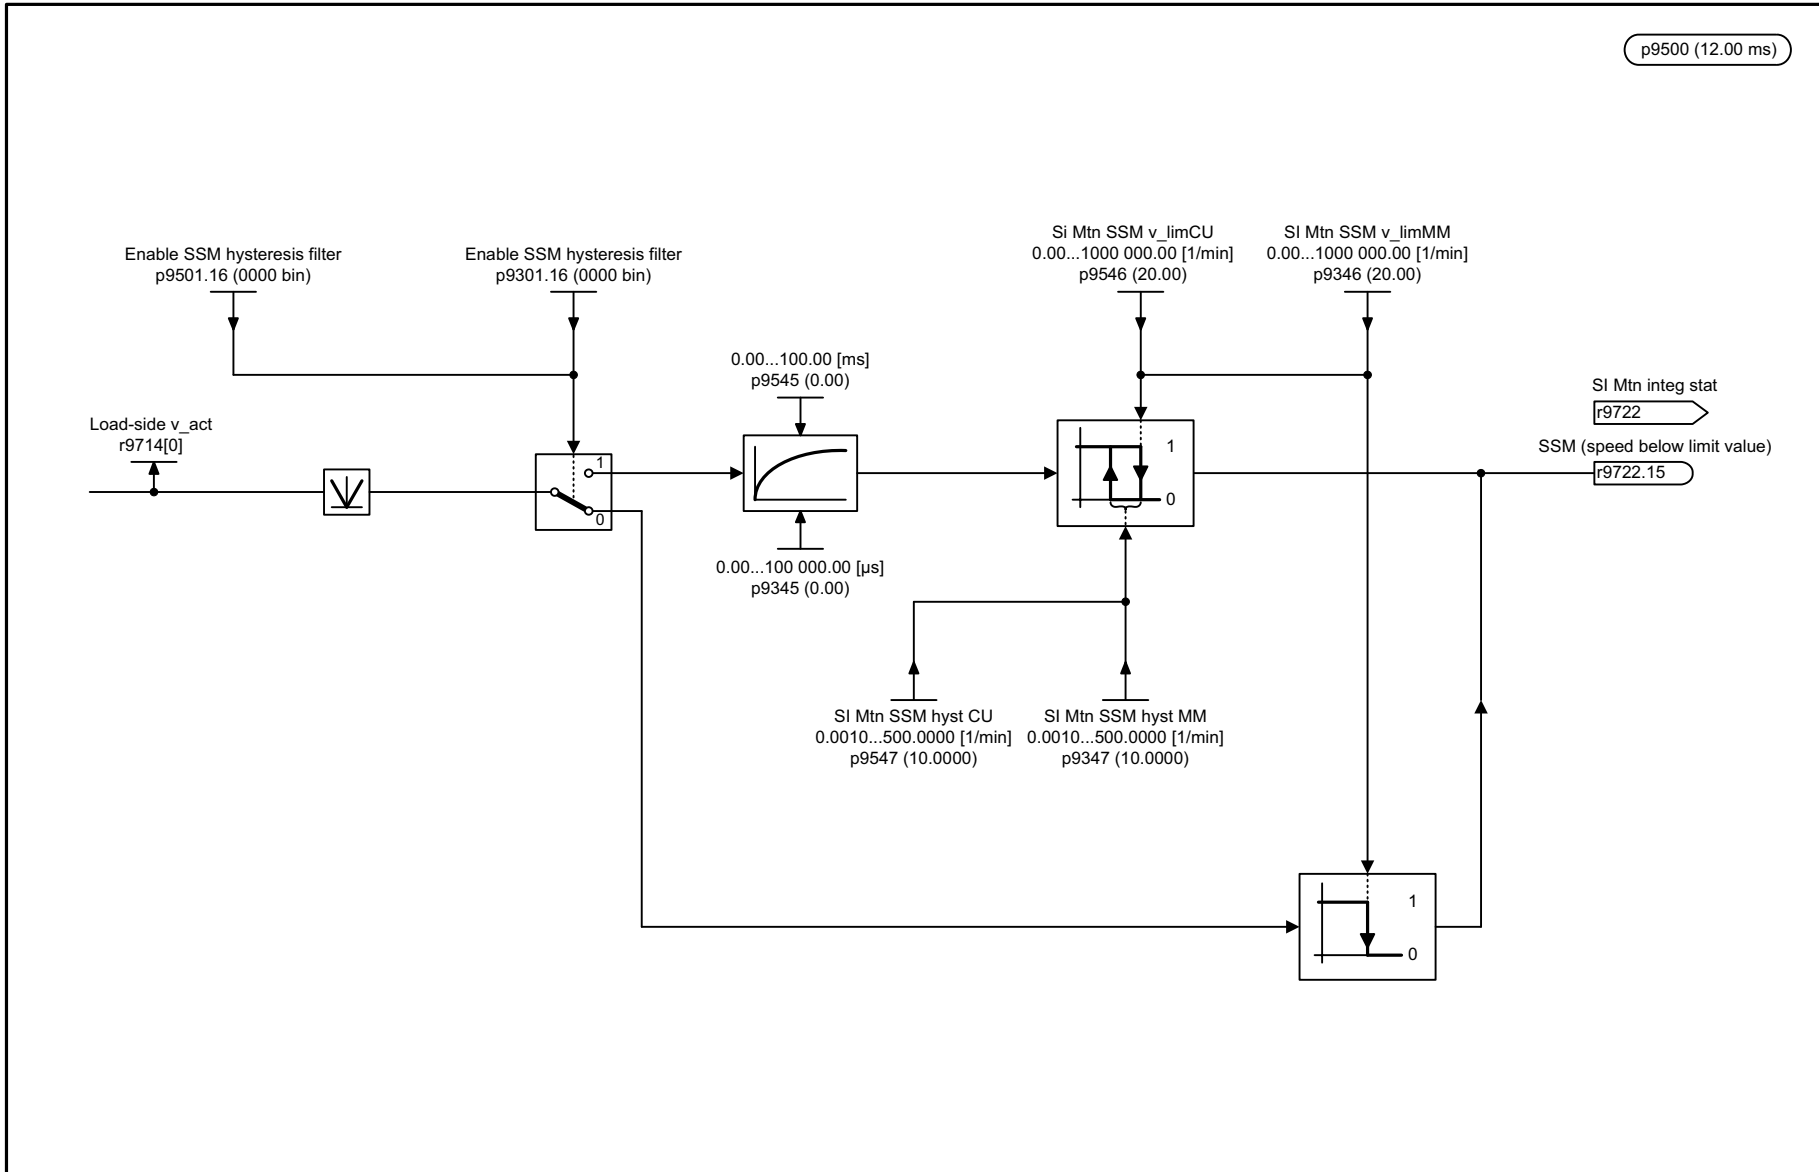 p9500 (12.00 ms)
Enable SSM hysteresis filter
p9501.16 (0000 bin)
Enable SSM hysteresis filter
p9301.16 (0000 bin)
Si Mtn SSM v_limCU
0.00...1000 000.00 [1/min]
p9546 (20.00)
SI Mtn SSM v_limMM
0.00...1000 000.00 [1/min]
p9346 (20.00)
0.00...100.00 [ms]
p9545 (0.00)
SI Mtn integ stat
r9722
Load-side v_act
r9714[0]
SSM (speed below limit value)
r9722.15
1
0
1
0
0.00...100 000.00 [µs]
p9345 (0.00)
SI Mtn SSM hyst CU
0.0010...500.0000 [1/min]
p9547 (10.0000)
SI Mtn SSM hyst MM
0.0010...500.0000 [1/min]
p9347 (10.0000)
1
0